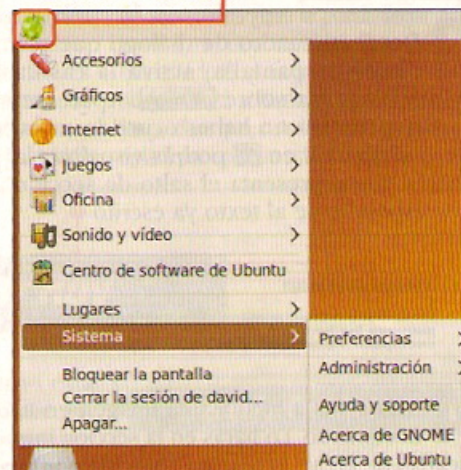 Accesorios
Gráficos
Internet
Juegos
Oficina
Sonido y vídeo
Centro de software de Ubuntu
Lugares
Sistema
Bloquear la pantalla
Cerrar la sesión de david...
Apagar...
Preferencias
Administración
Ayuda y soporte
Acerca de GNOME
Acerca de Ubuntu